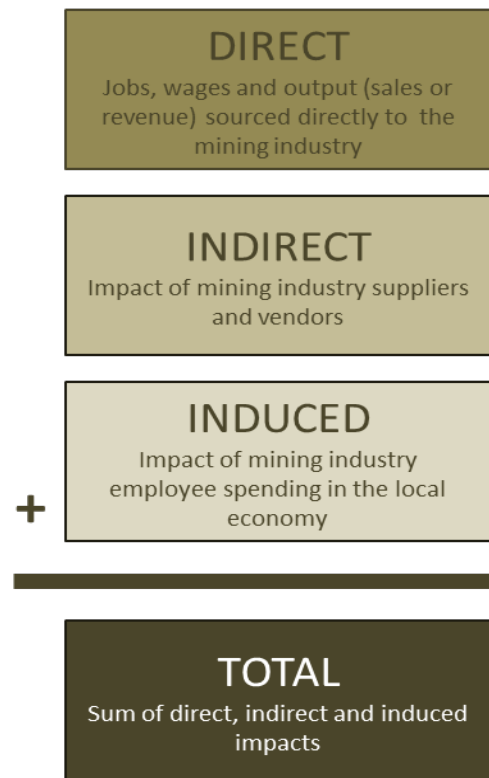 DIRECT
Jobs, wages and output (sales or
revenue) sourced directly to the
mining industry
INDIRECT
Impact of mining industry suppliers
and vendors
INDUCED
Impact of mining industry
employee spending in the local
economy
+
TOTAL
Sum of direct, indirect and induced
impacts